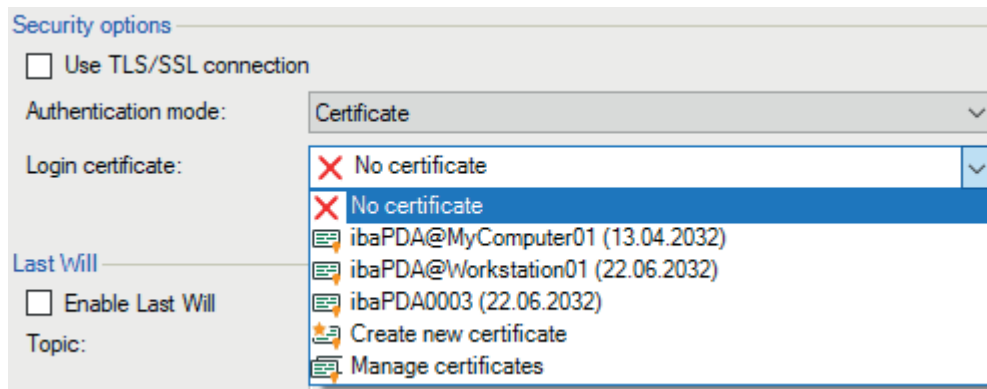 Security options
Use TLS/SSL connection
Authentication mode: Certificate
Login certificate: No certificate
No certificate
ibaPDA@MyComputer01 (13.04.2032)
ibaPDA@Workstation01 (22.06.2032)
Last Will
ibaPDA0003 (22.06.2032)
Enable Last Will
Create new certificate
Topic:
Manage certificates